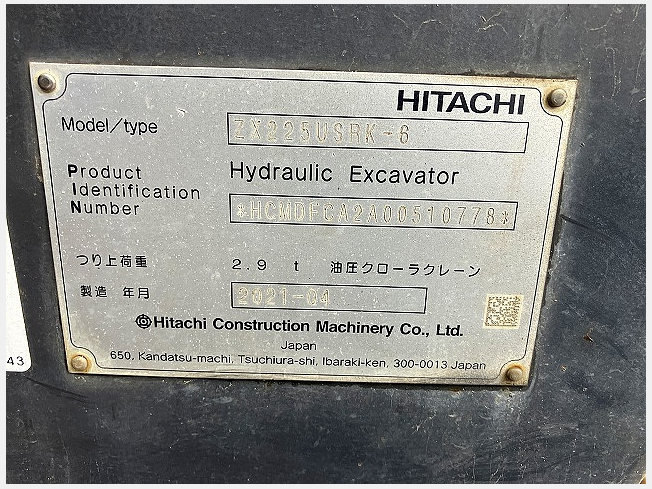 HITACHI
Model/type ZX225USRK-6
Product Identification Number Hydraulic Excavator
*HCMDFCA2A00510778*
つり上荷重 2.9 t 油圧クローラクレーン
製造 年月 2021-04
Hitachi Construction Machinery Co., Ltd.
Japan
650, Kandatsu-machi, Tsuchiura-shi, Ibaraki-ken, 300-0013 Japan
43